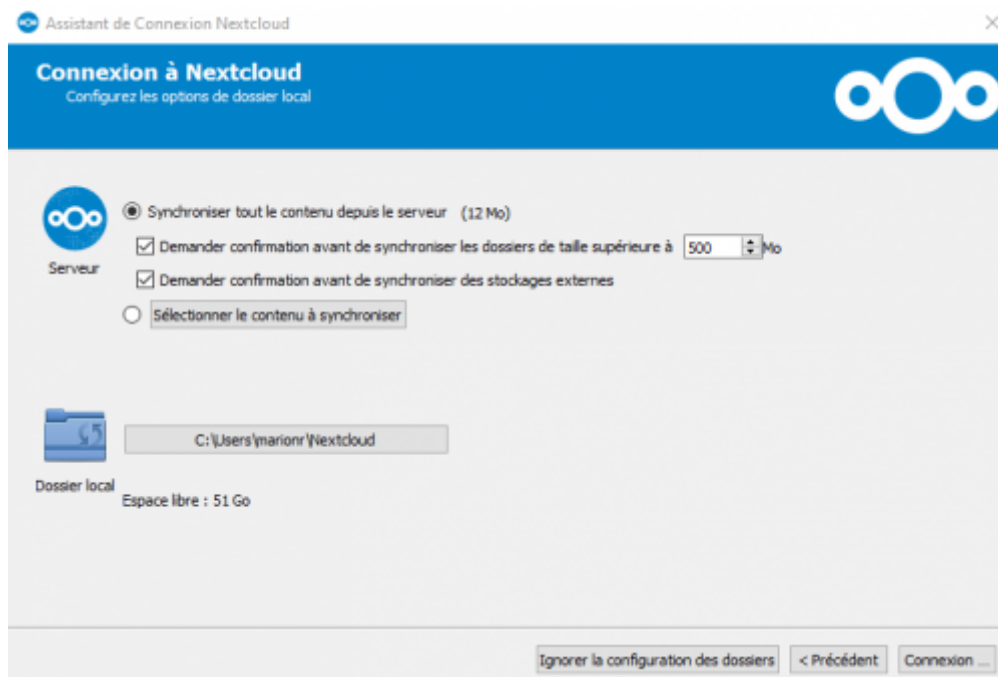 Assistant de Connexion Nextcloud
Connexion à Nextcloud
Configurez les options de dossier local
Synchroniser tout le contenu depuis le serveur (12 Mo)
Demander confirmation avant de synchroniser les dossiers de taille supérieure à 500 Mo
Serveur
Demander confirmation avant de synchroniser des stockages externes
Sélectionner le contenu à synchroniser
C:\Users\marionr\Nextcloud
Dossier local
Espace libre : 51 Go
Ignorer la configuration des dossiers < Précédent Connexion ...